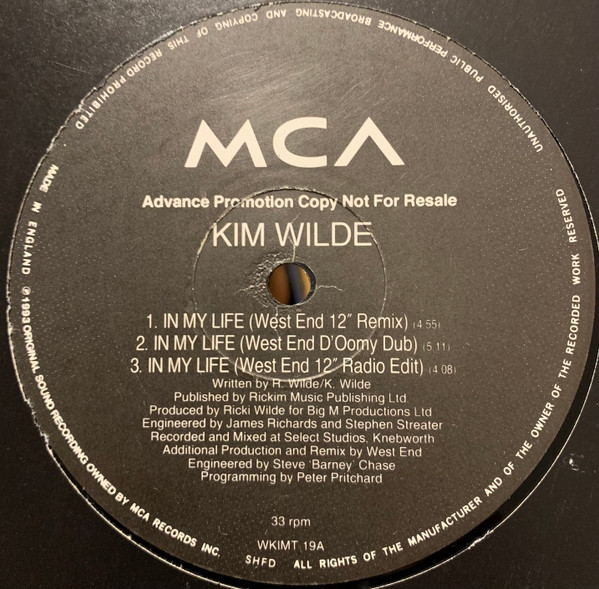 MCA
Advance Promotion Copy Not For Resale
KIM WILDE
1. IN MY LIFE (West End 12" Remix) (4 55)
2. IN MY LIFE (West End D'Oomy Dub) (5 11)
3. IN MY LIFE (West End 12" Radio Edit) (4 08)
Written by R. Wilde/K. Wilde
Published by Rickim Music Publishing Ltd
Produced by Ricki Wilde for Big M Productions Ltd
Engineered by James Richards and Stephen Streater
Recorded and Mixed at Select Studios, Knebworth
Additional Production and Remix by West End
Engineered by Steve 'Barney' Chase
Programming by Peter Pritchard
33 rpm
WKIMT 19A
SHFD
MADE IN ENGLAND ℗ 1993 ORIGINAL SOUND RECORDING OWNED BY MCA RECORDS INC.
ALL RIGHTS OF THE MANUFACTURER AND OF THE OWNER OF THE RECORDED WORK RESERVED
UNAUTHORISED PUBLIC PERFORMANCE BROADCASTING AND COPYING OF THIS RECORD PROHIBITED